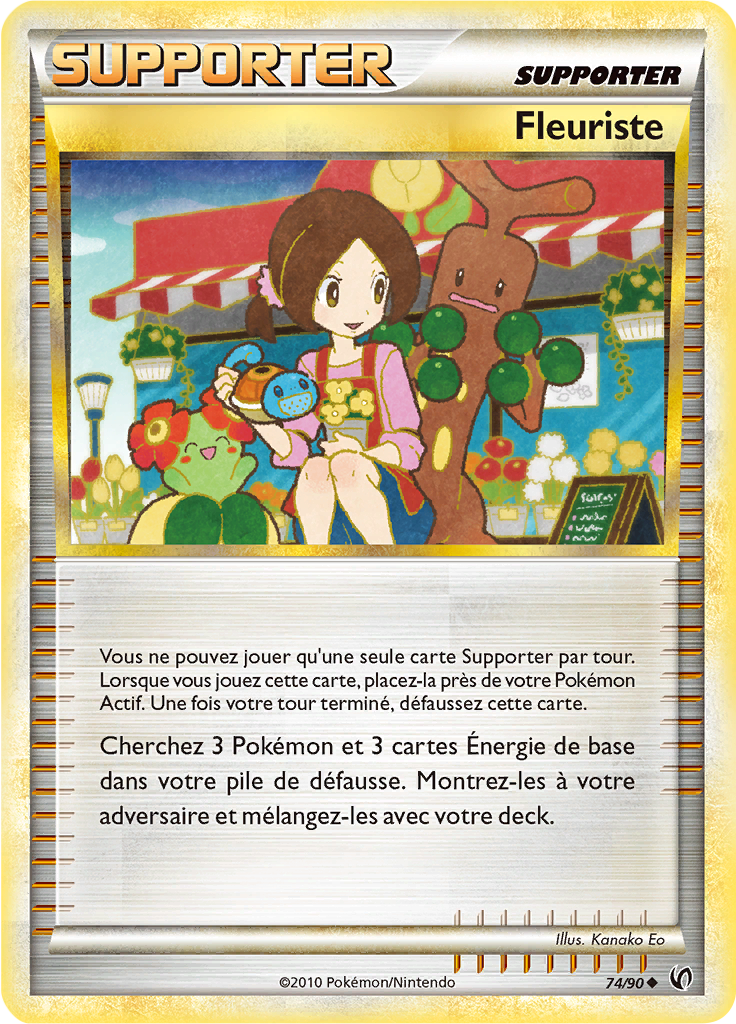 SUPPORTER
SUPPORTER
Fleuriste
Vous ne pouvez jouer qu'une seule carte Supporter par tour.
Lorsque vous jouez cette carte, placez-la près de votre Pokémon
Actif. Une fois votre tour terminé, défaussez cette carte.
Cherchez 3 Pokémon et 3 cartes Énergie de base
dans votre pile de défausse. Montrez-les à votre
adversaire et mélangez-les avec votre deck.
Illus. Kanako Eo
©2010 Pokémon/Nintendo
74/90